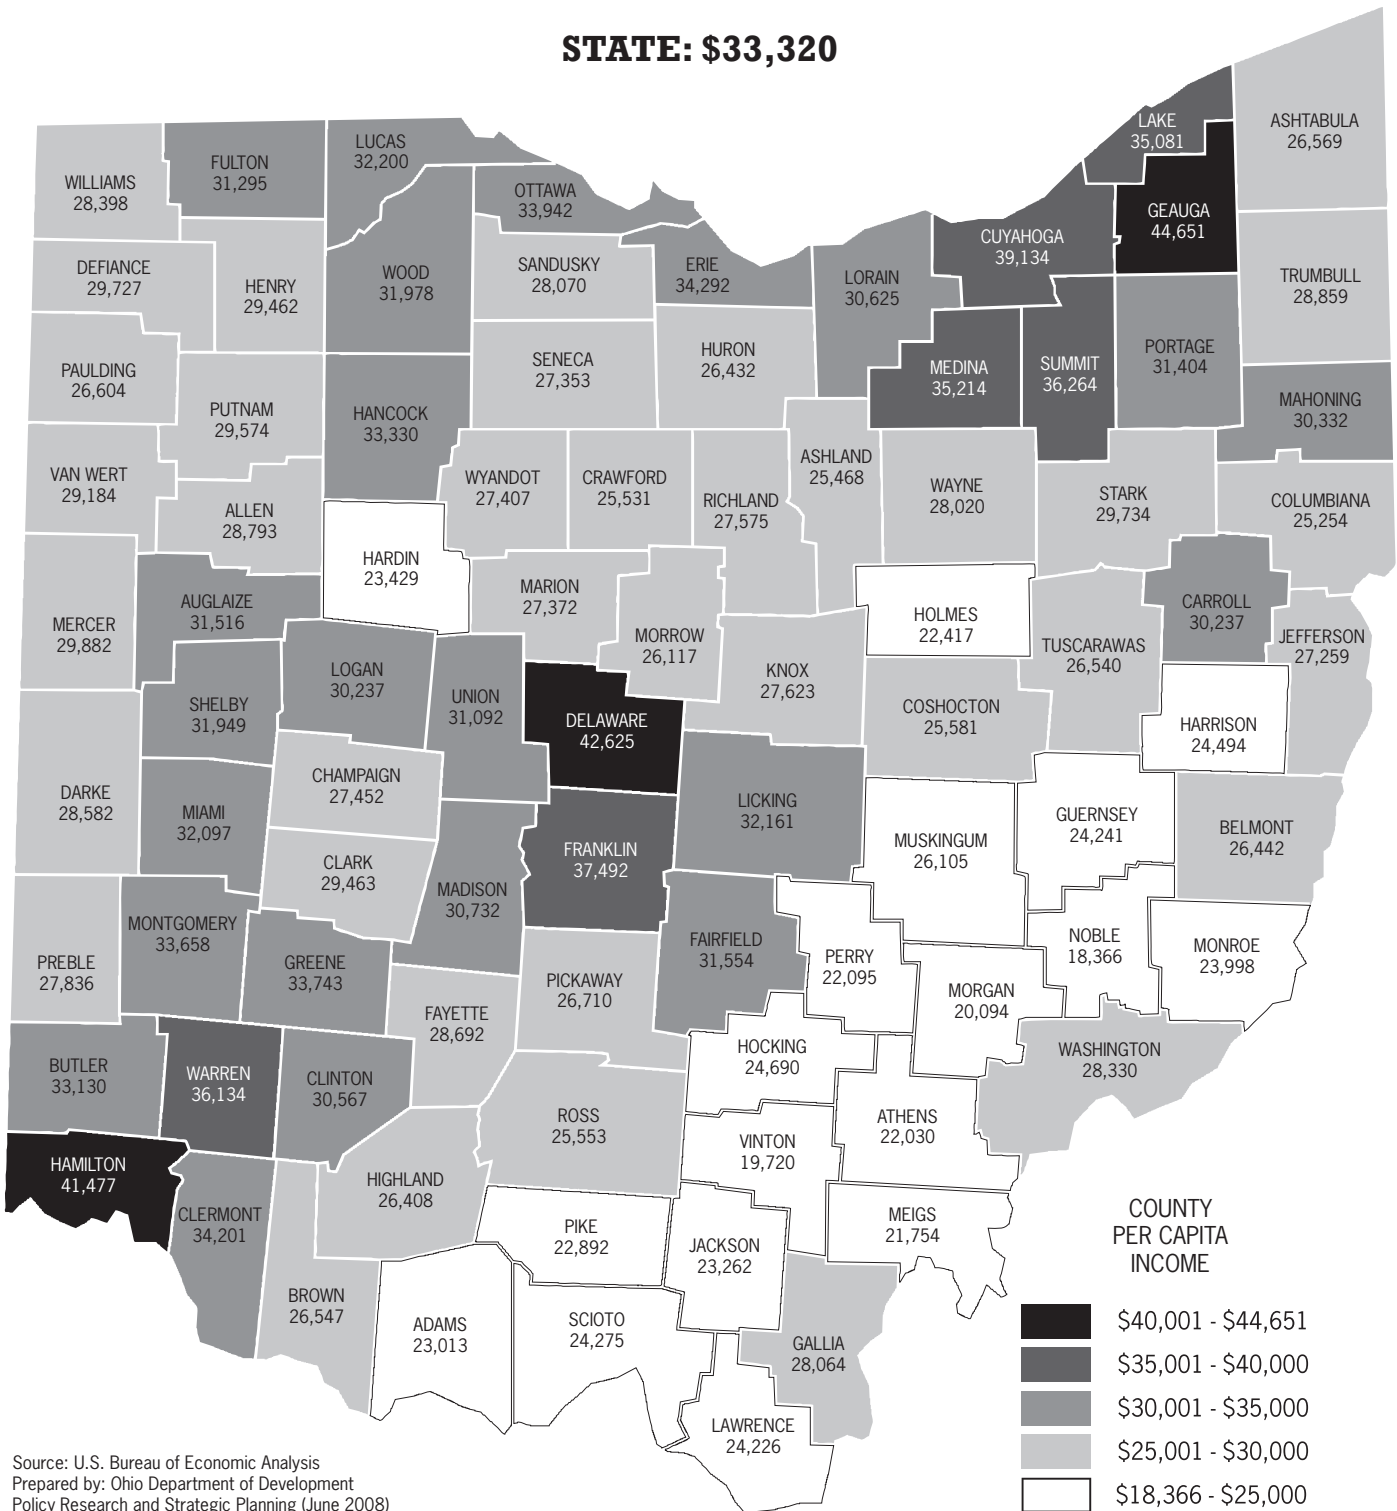 STATE: $33,320
WILLIAMS
28,398
FULTON
31,295
LUCAS
32,200
OTTAWA
33,942
LAKE
35,081
ASHTABULA
26,569
GEAUGA
44,651
CUYAHOGA
39,134
DEFIANCE
29,727
HENRY
29,462
WOOD
31,978
SANDUSKY
28,070
ERIE
34,292
LORAIN
30,625
TRUMBULL
28,859
PAULDING
26,604
PUTNAM
29,574
HANCOCK
33,330
SENECA
27,353
HURON
26,432
MEDINA
35,214
SUMMIT
36,264
PORTAGE
31,404
MAHONING
30,332
VAN WERT
29,184
ALLEN
28,793
WYANDOT
27,407
CRAWFORD
25,531
RICHLAND
27,575
ASHLAND
25,468
WAYNE
28,020
STARK
29,734
COLUMBIANA
25,254
HARDIN
23,429
MERCER
29,882
AUGLAIZE
31,516
MARION
27,372
MORROW
26,117
HOLMES
22,417
TUSCARAWAS
26,540
CARROLL
30,237
JEFFERSON
27,259
SHELBY
31,949
LOGAN
30,237
UNION
31,092
DELAWARE
42,625
KNOX
27,623
COSHOCTON
25,581
HARRISON
24,494
DARKE
28,582
MIAMI
32,097
CHAMPAIGN
27,452
CLARK
29,463
MADISON
30,732
FRANKLIN
37,492
LICKING
32,161
MUSKINGUM
26,105
GUERNSEY
24,241
BELMONT
26,442
PREBLE
27,836
MONTGOMERY
33,658
GREENE
33,743
FAYETTE
28,692
PICKAWAY
26,710
FAIRFIELD
31,554
PERRY
22,095
MORGAN
20,094
NOBLE
18,366
MONROE
23,998
BUTLER
33,130
WARREN
36,134
CLINTON
30,567
ROSS
25,553
HOCKING
24,690
WASHINGTON
28,330
ATHENS
22,030
VINTON
19,720
HAMILTON
41,477
CLERMONT
34,201
HIGHLAND
26,408
PIKE
22,892
JACKSON
23,262
MEIGS
21,754
BROWN
26,547
ADAMS
23,013
SCIOTO
24,275
GALLIA
28,064
LAWRENCE
24,226
COUNTY
PER CAPITA
INCOME
$40,001 - $44,651
$35,001 - $40,000
$30,001 - $35,000
$25,001 - $30,000
$18,366 - $25,000
Source: U.S. Bureau of Economic Analysis
Prepared by: Ohio Department of Development
Policy Research and Strategic Planning (June 2008)